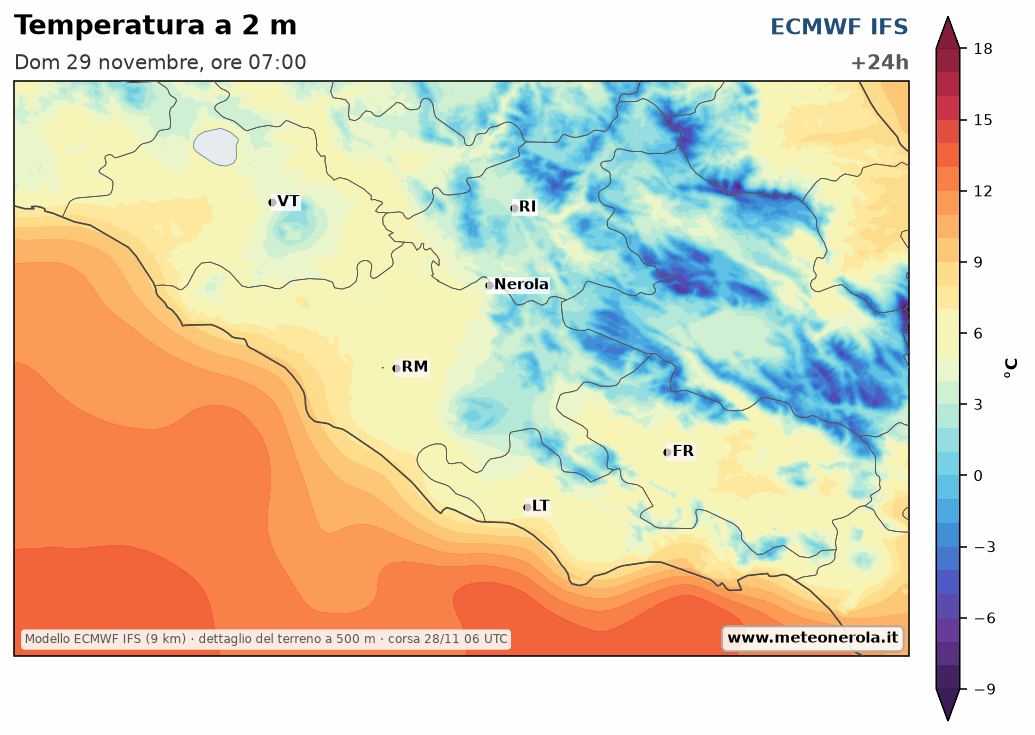 Temperatura a 2 m
ECMWF IFS
Dom 29 novembre, ore 07:00
+24h
VT
RI
Nerola
RM
FR
LT
Modello ECMWF IFS (9 km) · dettaglio del terreno a 500 m · corsa 28/11 06 UTC
www.meteonerola.it
18
15
12
9
6
3
0
−3
−6
−9
°C